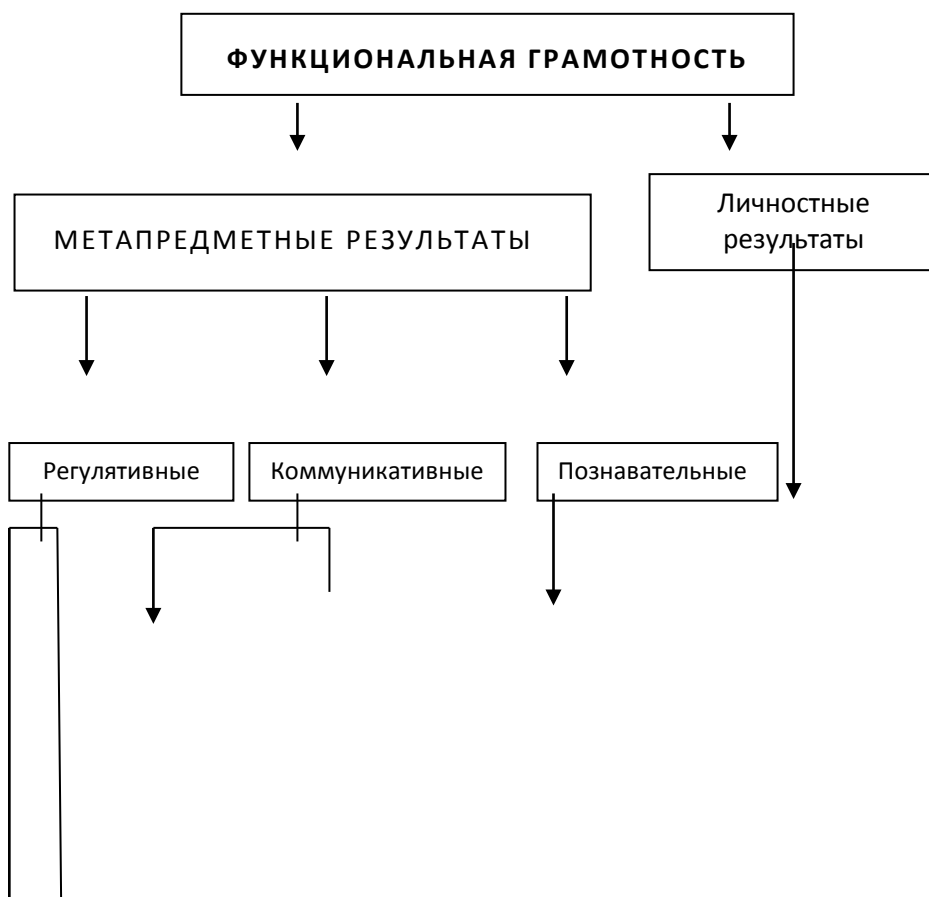 ФУНКЦИОНАЛЬНАЯ ГРАМОТНОСТЬ
МЕТАПРЕДМЕТНЫЕ РЕЗУЛЬТАТЫ
Личностные
результаты
Регулятивные
Коммуникативные
Познавательные